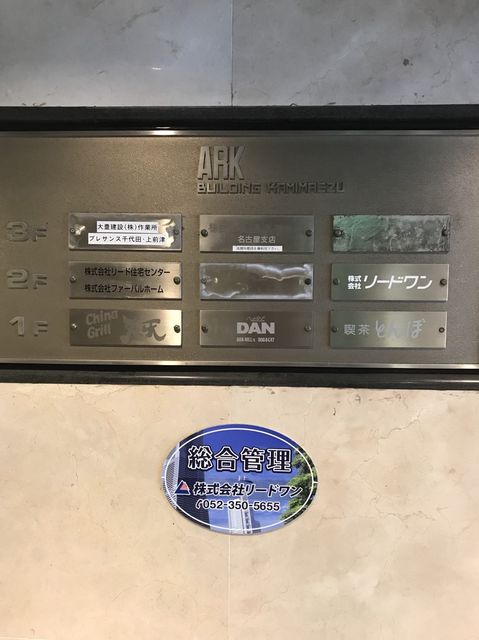 ARK
BUILDING KAMIMAEZU
3F
大豊建設(株)作業所
プレサンス千代田・上前津
名古屋支店
2F
株式会社リード住宅センター
株式会社ファーバルホーム
株式会社 リードワン
1F
China
Grill
DAN
喫茶 とんぼ
総合管理
株式会社リードワン
052-350-5655